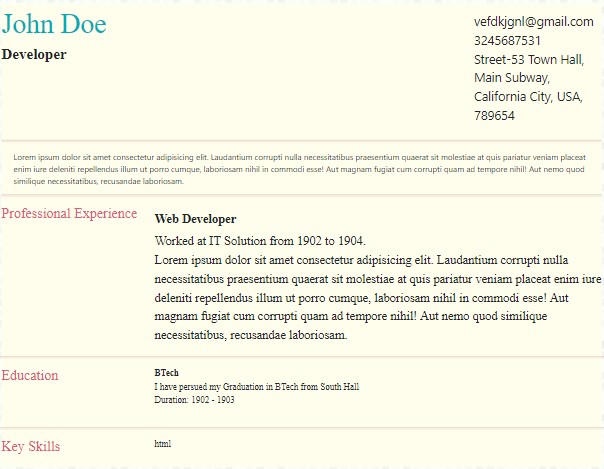 John Doe
Developer
vefdkjgnl@gmail.com
3245687531
Street-53 Town Hall,
Main Subway,
California City, USA,
789654
Lorem ipsum dolor sit amet consectetur adipisicing elit. Laudantium corrupti nulla necessitatibus praesentium quaerat sit molestiae at quis pariatur veniam placeat
enim iure deleniti repellendus illum ut porro cumque, laboriosam nihil in commodi esse! Aut magnam fugiat cum corrupti quam ad tempore nihil! Aut nemo quod
similique necessitatibus, recusandae laboriosam.
Professional Experience
Web Developer
Worked at IT Solution from 1902 to 1904.
Lorem ipsum dolor sit amet consectetur adipisicing elit. Laudantium corrupti nulla
necessitatibus praesentium quaerat sit molestiae at quis pariatur veniam placeat enim iure
deleniti repellendus illum ut porro cumque, laboriosam nihil in commodi esse! Aut
magnam fugiat cum corrupti quam ad tempore nihil! Aut nemo quod similique
necessitatibus, recusandae laboriosam.
Education
BTech
I have persued my Graduation in BTech from South Hall
Duration: 1902 - 1903
Key Skills
html